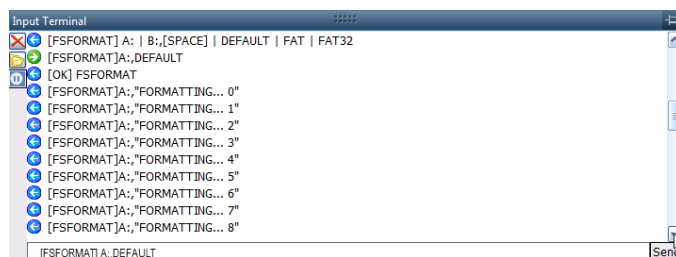 Input Terminal
[FSFORMAT] A: | B:,[SPACE] | DEFAULT | FAT | FAT32
[FSFORMAT]A:,DEFAULT
[OK] FSFORMAT
[FSFORMAT]A:,"FORMATTING... 0"
[FSFORMAT]A:,"FORMATTING... 1"
[FSFORMAT]A:,"FORMATTING... 2"
[FSFORMAT]A:,"FORMATTING... 3"
[FSFORMAT]A:,"FORMATTING... 4"
[FSFORMAT]A:,"FORMATTING... 5"
[FSFORMAT]A:,"FORMATTING... 6"
[FSFORMAT]A:,"FORMATTING... 7"
[FSFORMAT]A:,"FORMATTING... 8"
[FSFORMAT] A:,DEFAULT
Send